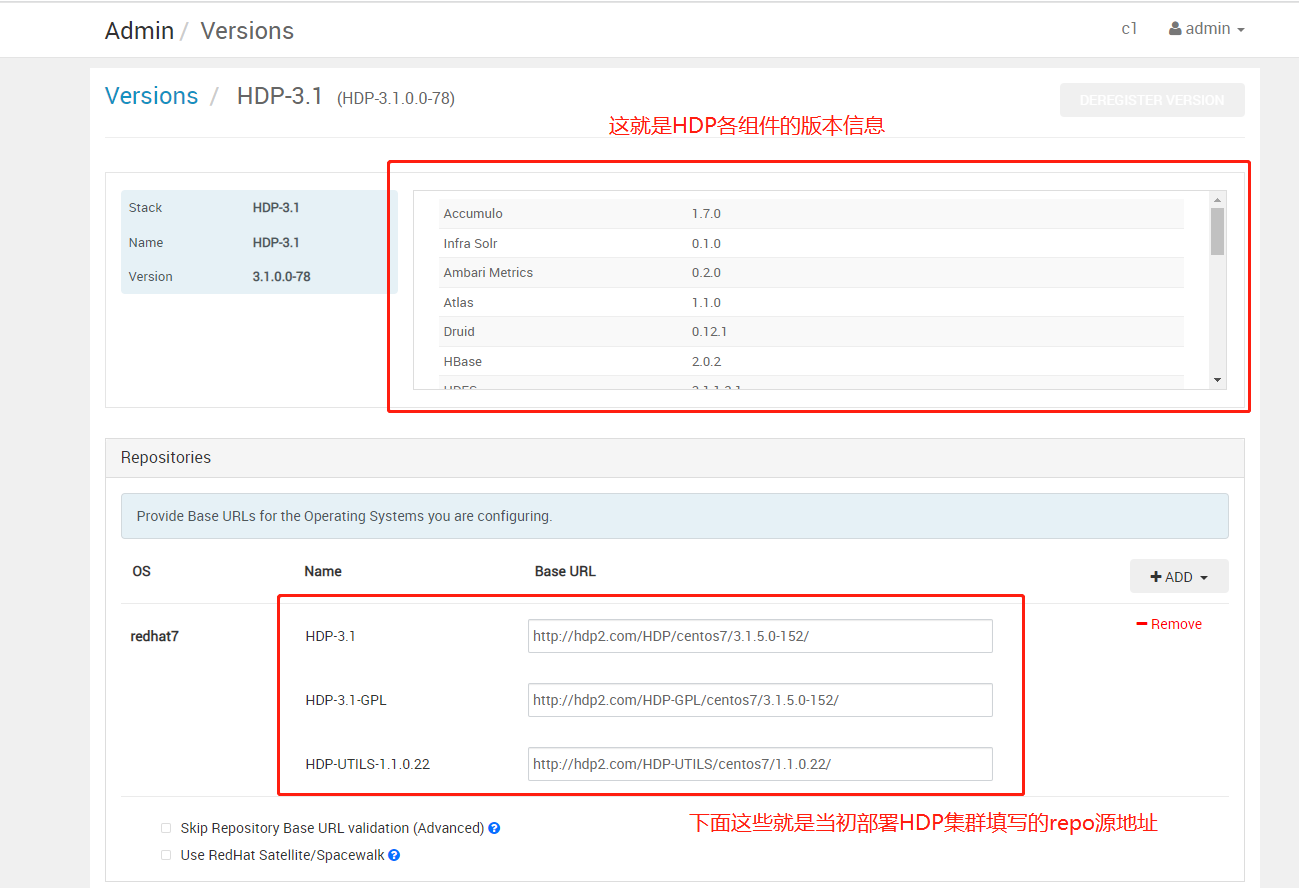 Admin / Versions
c1
admin
Versions / HDP-3.1 (HDP-3.1.0.0-78)
DEREGISTER VERSION
这就是HDP各组件的版本信息
Stack HDP-3.1
Name HDP-3.1
Version 3.1.0.0-78
Accumulo 1.7.0
Infra Solr 0.1.0
Ambari Metrics 0.2.0
Atlas 1.1.0
Druid 0.12.1
HBase 2.0.2
Repositories
Provide Base URLs for the Operating Systems you are configuring.
OS Name Base URL
ADD
redhat7
HDP-3.1 http://hdp2.com/HDP/centos7/3.1.5.0-152/
Remove
HDP-3.1-GPL http://hdp2.com/HDP-GPL/centos7/3.1.5.0-152/
HDP-UTILS-1.1.0.22 http://hdp2.com/HDP-UTILS/centos7/1.1.0.22/
下面这些就是当初部署HDP集群填写的repo源地址
Skip Repository Base URL validation (Advanced)
Use RedHat Satellite/Spacewalk